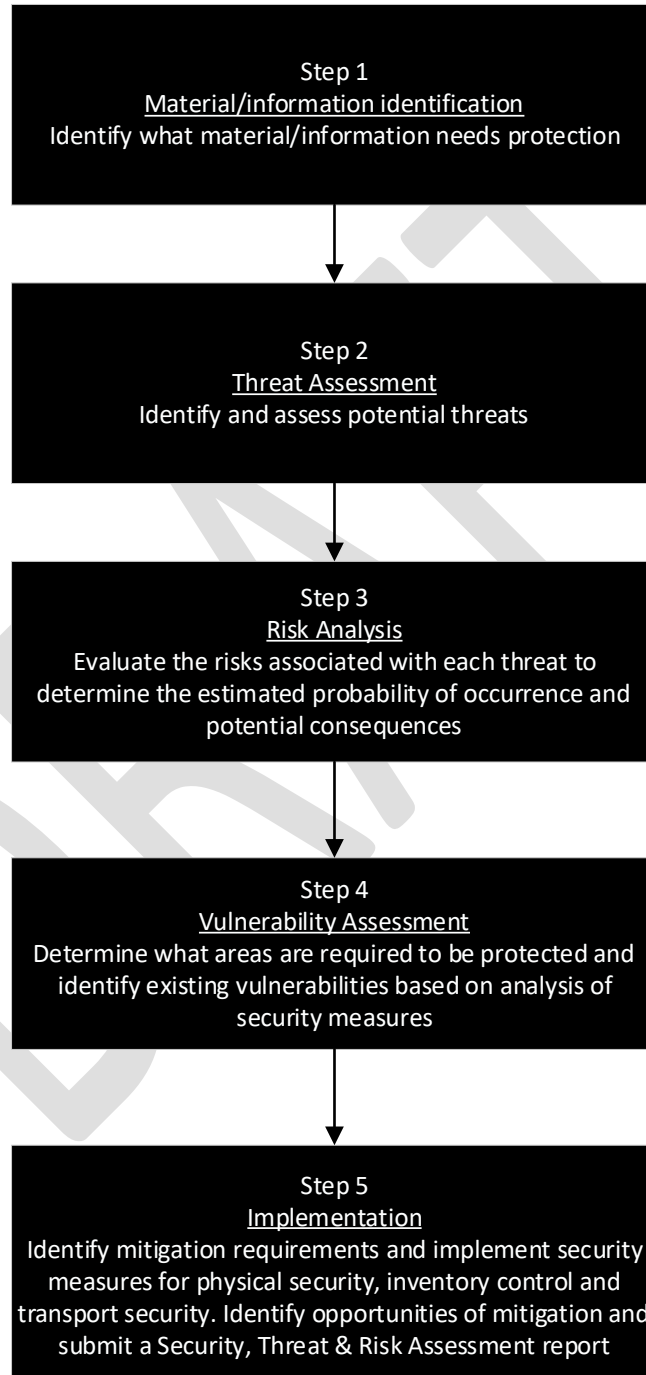 Step 1
Material/information identification
Identify what material/information needs protection
Step 2
Threat Assessment
Identify and assess potential threats
Step 3
Risk Analysis
Evaluate the risks associated with each threat to
determine the estimated probability of occurrence and
potential consequences
Step 4
Vulnerability Assessment
Determine what areas are required to be protected and
identify existing vulnerabilities based on analysis of
security measures
Step 5
Implementation
Identify mitigation requirements and implement security
measures for physical security, inventory control and
transport security. Identify opportunities of mitigation and
submit a Security, Threat & Risk Assessment report
DRAFT